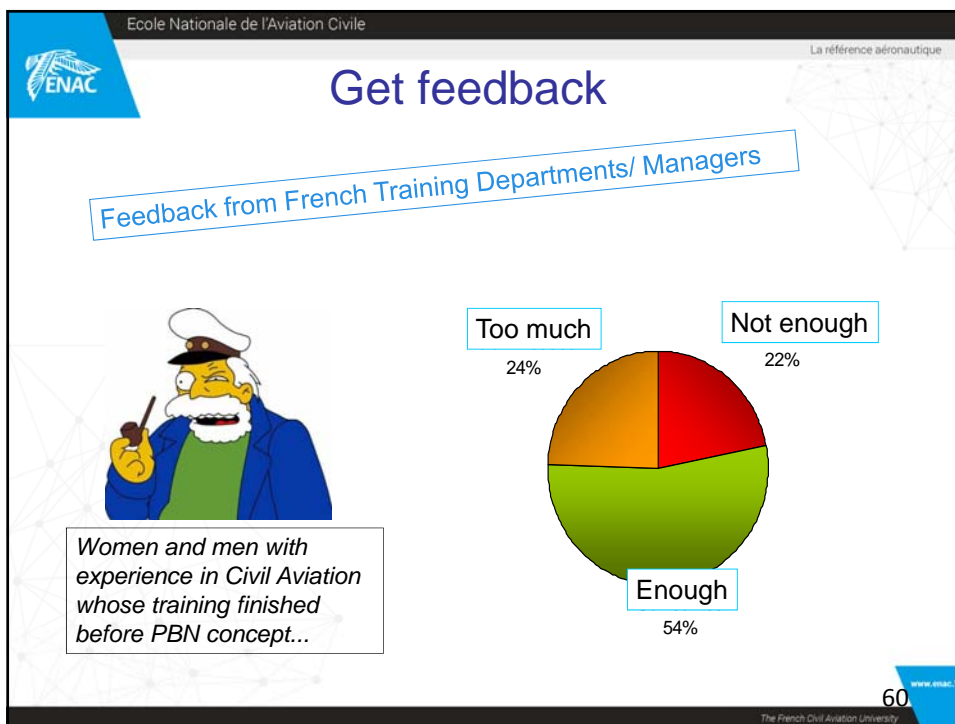 Ecole Nationale de l'Aviation Civile
La référence aéronautique
ENAC
Get feedback
Feedback from French Training Departments/ Managers
Too much
24%
Not enough
22%
Women and men with
experience in Civil Aviation
whose training finished
before PBN concept...
Enough
54%
60
www.enac.
The French Civil Aviation University